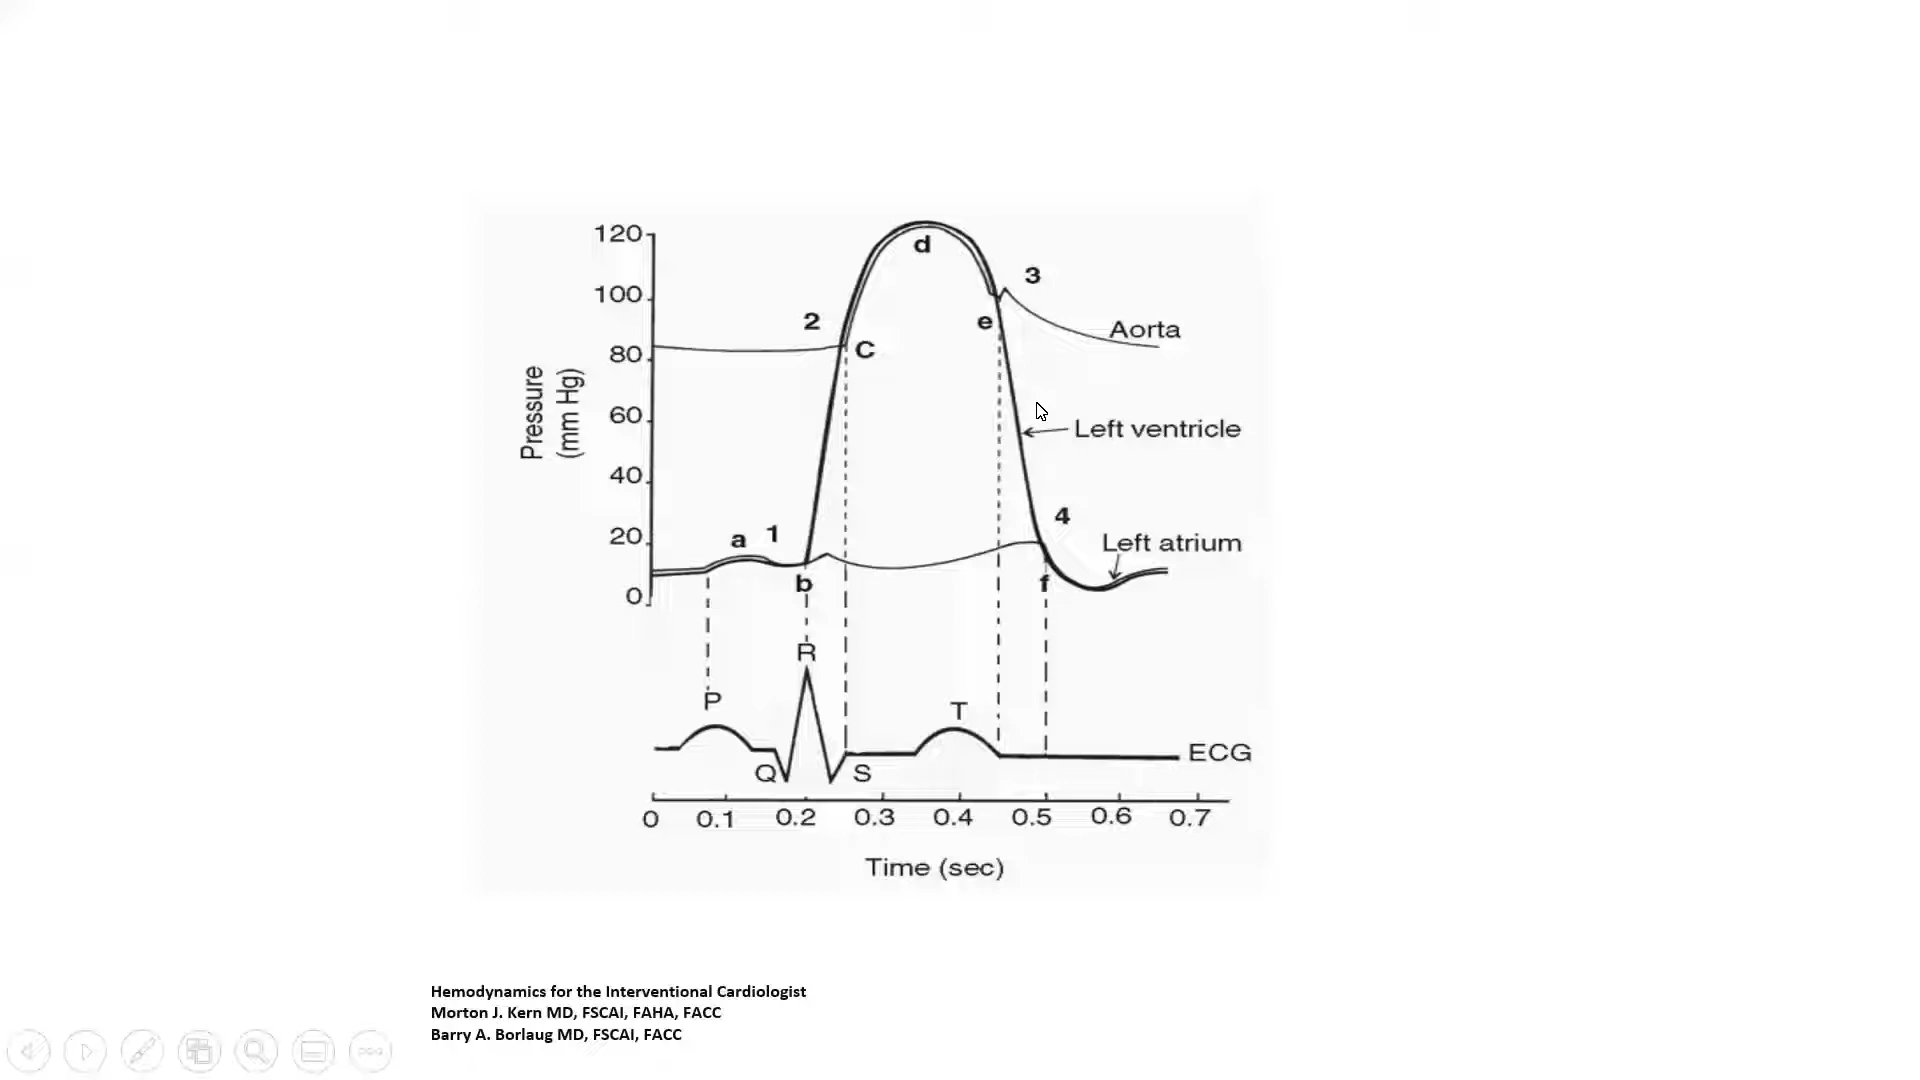 120
d
3
100
2
e
Aorta
C
80
Pressure
(mm Hg)
60
Left ventricle
40
4
20
a
1
Left atrium
b
f
0
R
P
T
ECG
Q
S
0 0.1 0.2 0.3 0.4 0.5 0.6 0.7
Time (sec)
Hemodynamics for the Interventional Cardiologist
Morton J. Kern MD, FSCAI, FAHA, FACC
Barry A. Borlaug MD, FSCAI, FACC